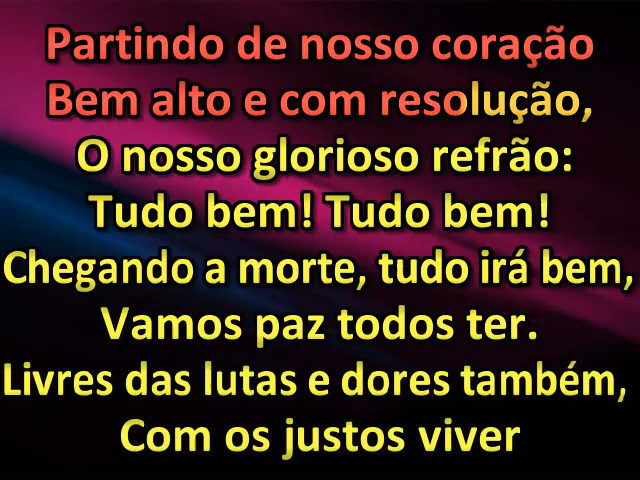 Partindo de nosso coração
Bem alto e com resolução,
O nosso glorioso refrão:
Tudo bem! Tudo bem!
Chegando a morte, tudo irá bem,
Vamos paz todos ter.
Livres das lutas e dores também,
Com os justos viver